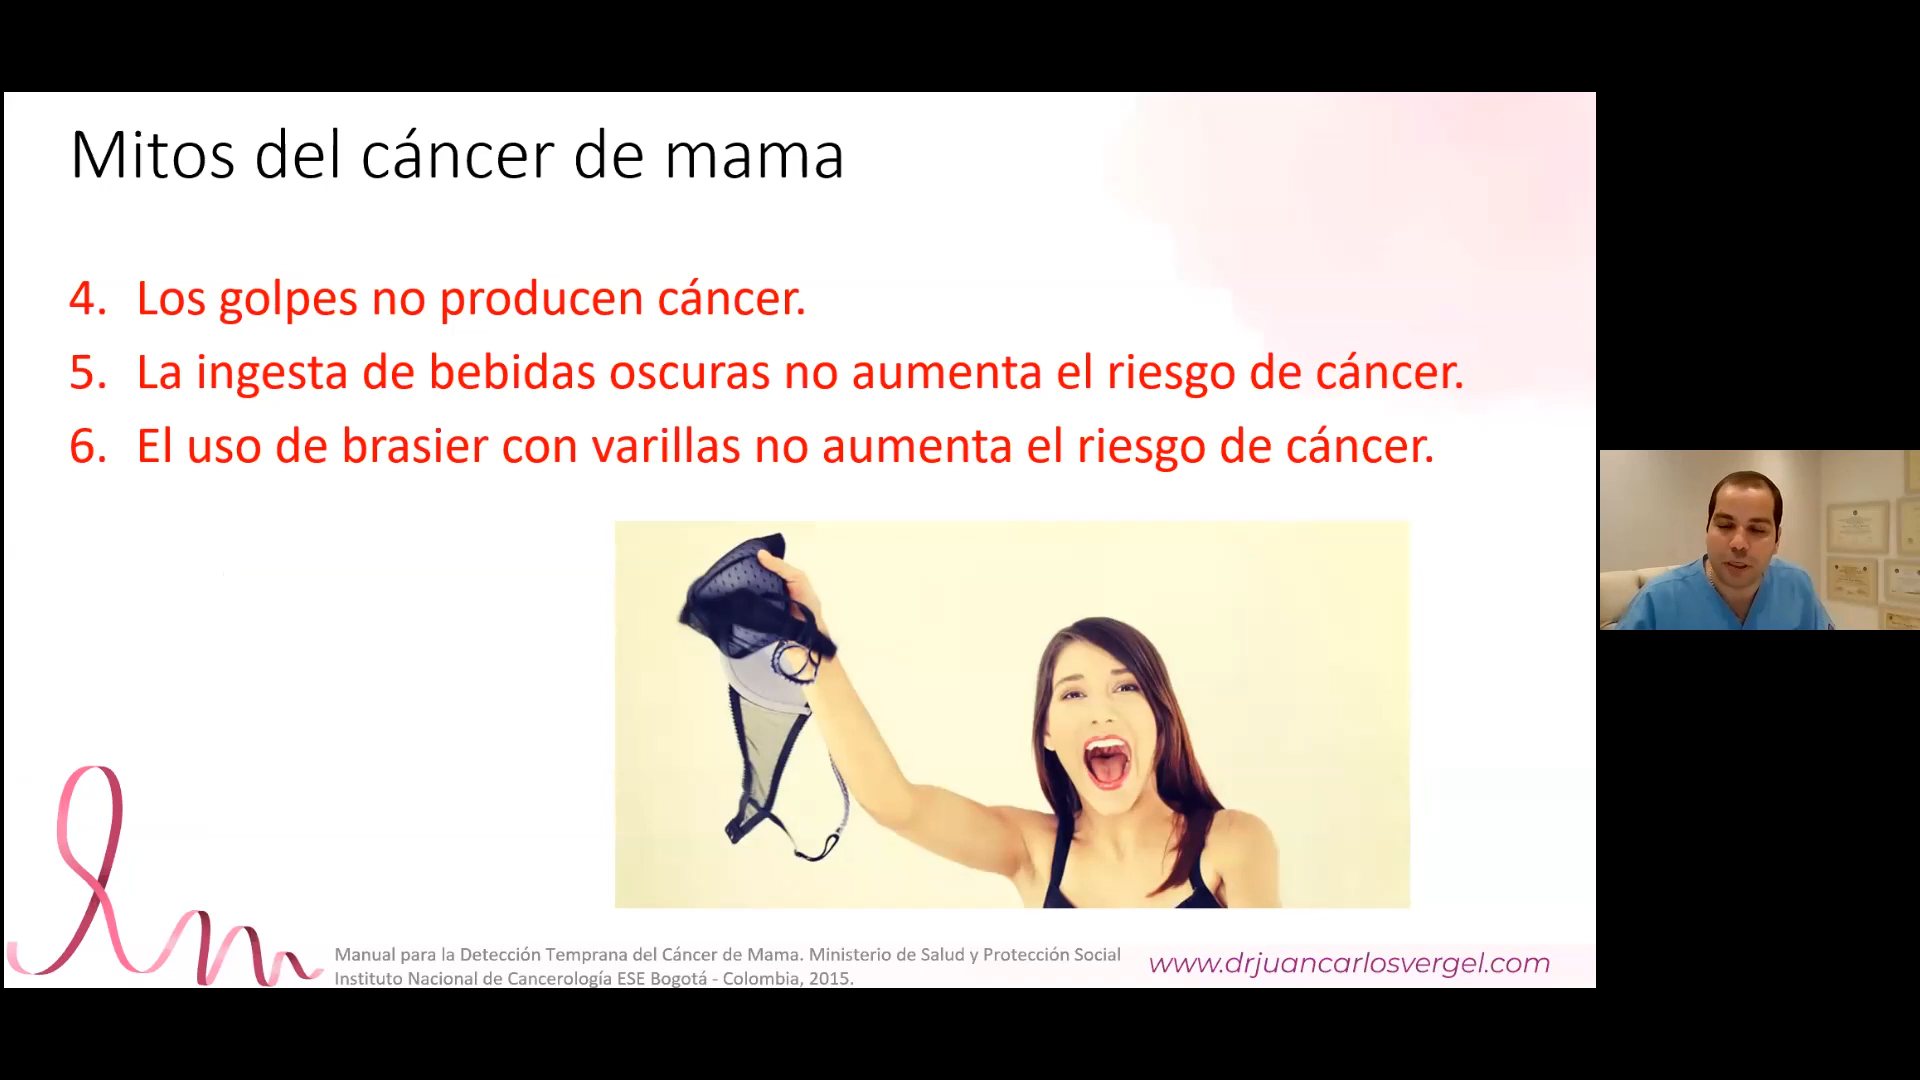 Mitos del cáncer de mama
4. Los golpes no producen cáncer.
5. La ingesta de bebidas oscuras no aumenta el riesgo de cáncer.
6. El uso de brasier con varillas no aumenta el riesgo de cáncer.
Manual para la Detección Temprana del Cáncer de Mama. Ministerio de Salud y Protección Social
Instituto Nacional de Cancerología ESE Bogotá - Colombia, 2015.
www.drjuancarlosvergel.com